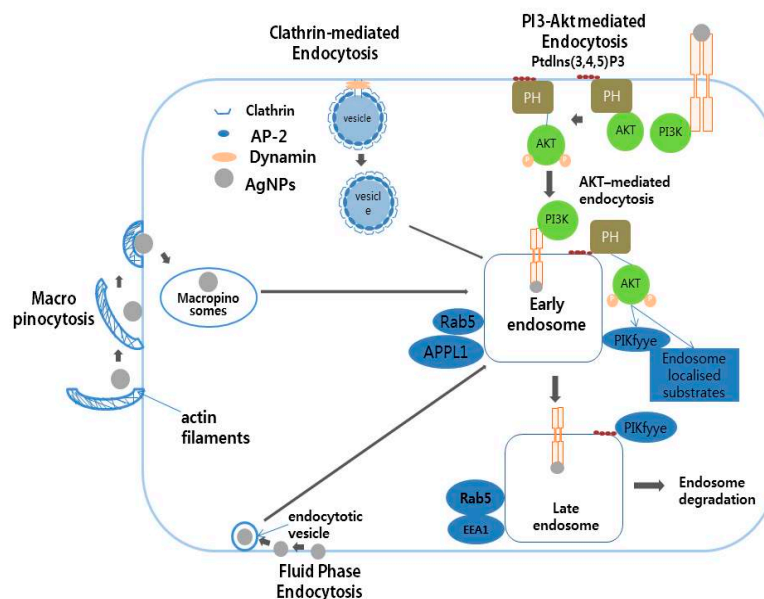 Clathrin-mediated
Endocytosis
PI3-Akt mediated
Endocytosis
PtdIns(3,4,5)P3
Clathrin
AP-2
Dynamin
AgNPs
vesicle
vesicl
e
PH
PH
AKT
AKT
PI3K
AKT-mediated
endocytosis
PI3K
PH
AKT
Macro
pinocytosis
Macropino
somes
Early
endosome
Rab5
APPL1
PIKfyye
Endosome
localised
substrates
actin
filaments
PIKfyye
Rab5
EEA1
Late
endosome
Endosome
degradation
endocytotic
vesicle
Fluid Phase
Endocytosis